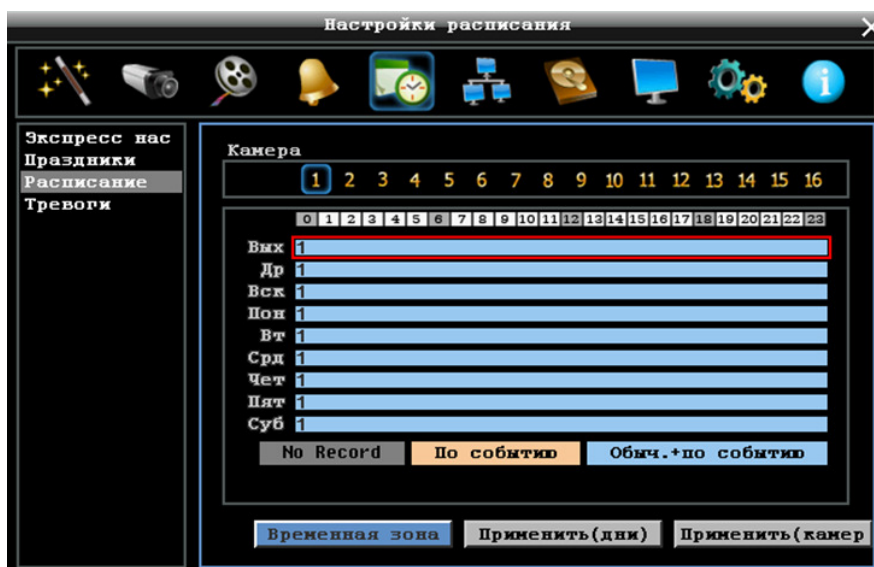 Настройки расписания
Экспресс нас
Праздники
Расписание
Тревоги
Камера
1 2 3 4 5 6 7 8 9 10 11 12 13 14 15 16
0 1 2 3 4 5 6 7 8 9 10 11 12 13 14 15 16 17 18 19 20 21 22 23
Вых 1
Др 1
Вск 1
Пон 1
Вт 1
Срд 1
Чет 1
Пят 1
Суб 1
No Record По событию Обыч.+по событию
Временная зона Применить(дни) Применить(камер